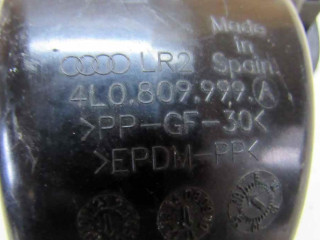 Made
in
Spain
LR2
4L0.809.999.A
>PP-GF-30<
>EPDM-PP<